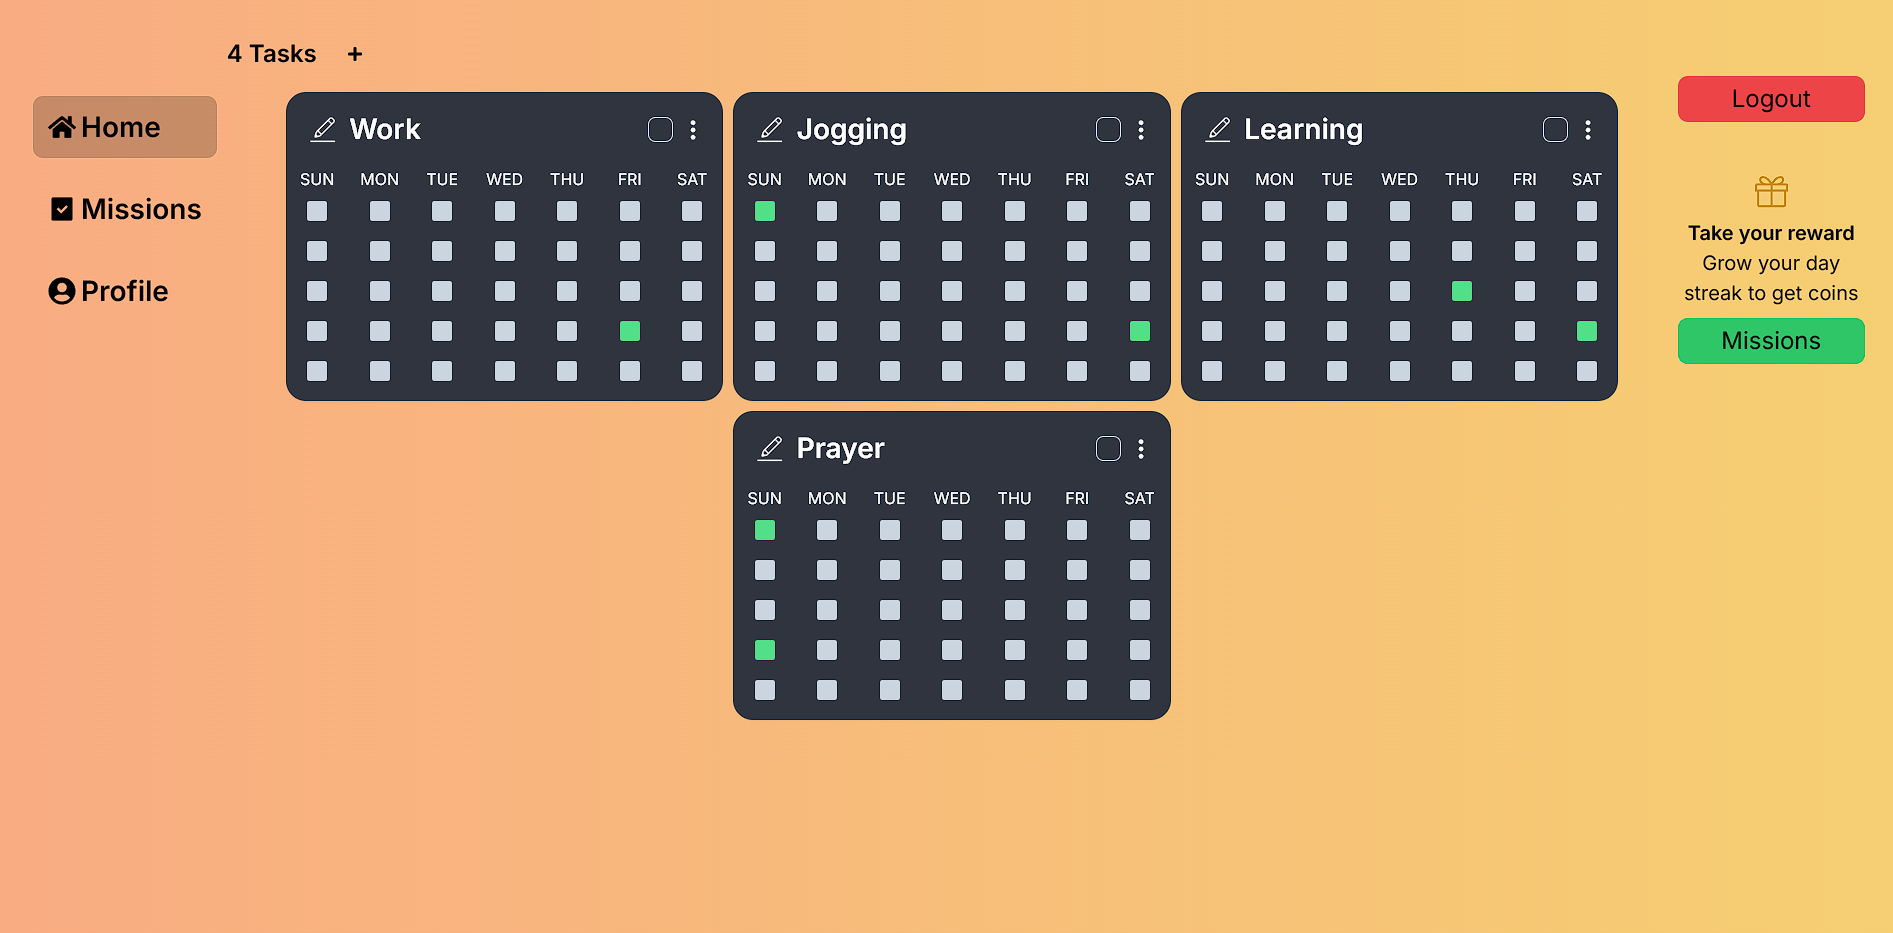 4 Tasks +
Home
Missions
Profile
Work
SUN MON TUE WED THU FRI SAT
Jogging
SUN MON TUE WED THU FRI SAT
Learning
SUN MON TUE WED THU FRI SAT
Prayer
SUN MON TUE WED THU FRI SAT
Logout
Take your reward
Grow your day
streak to get coins
Missions